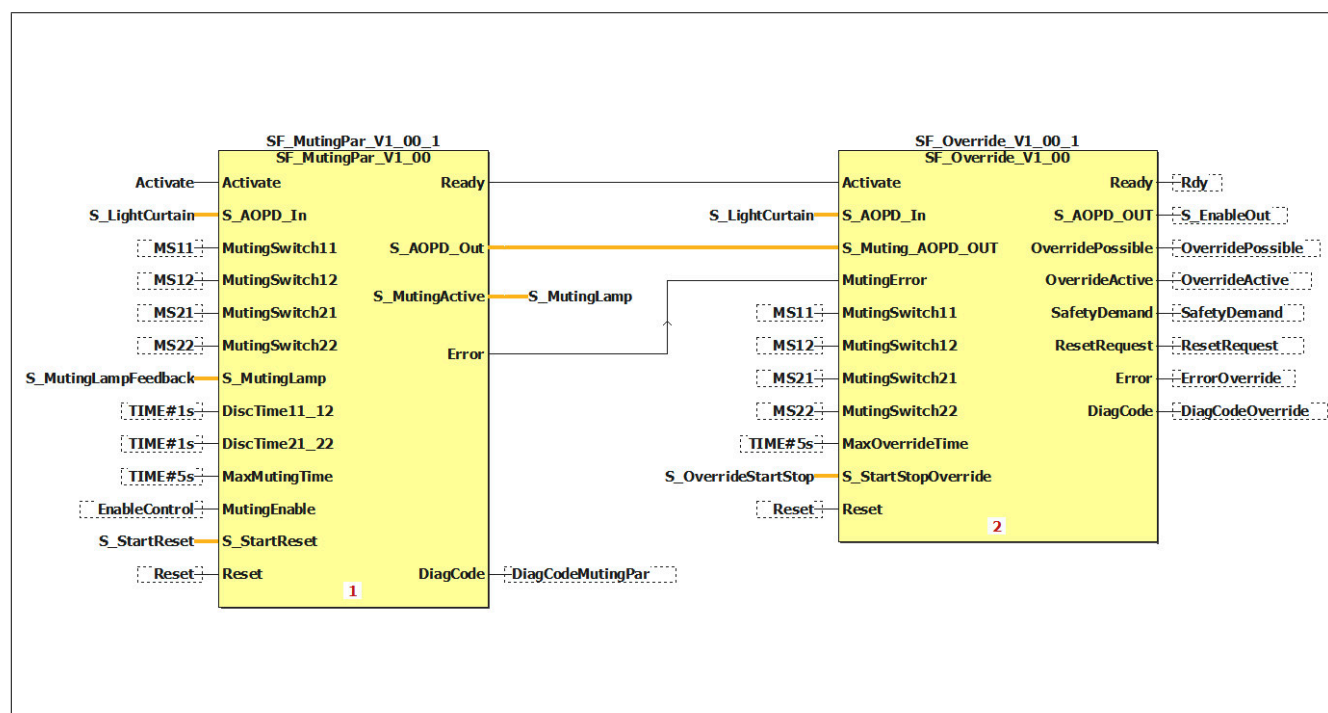 SF_MutingPar_V1_00_1
SF_MutingPar_V1_00
Activate Activate Ready
S_LightCurtain S_AOPD_In
MS11 MutingSwitch11 S_AOPD_Out
MS12 MutingSwitch12
S_MutingActive S_MutingLamp
MS21 MutingSwitch21
MS22 MutingSwitch22
Error
S_MutingLampFeedback S_MutingLamp
TIME#1s DiscTime11_12
TIME#1s DiscTime21_22
TIME#5s MaxMutingTime
EnableControl MutingEnable
S_StartReset S_StartReset
Reset Reset DiagCode DiagCodeMutingPar
1
SF_Override_V1_00_1
SF_Override_V1_00
Activate Ready Rdy
S_LightCurtain S_AOPD_In S_AOPD_OUT S_EnableOut
S_Muting_AOPD_OUT OverridePossible OverridePossible
MutingError OverrideActive OverrideActive
MS11 MutingSwitch11 SafetyDemand SafetyDemand
MS12 MutingSwitch12 ResetRequest ResetRequest
MS21 MutingSwitch21 Error ErrorOverride
MS22 MutingSwitch22 DiagCode DiagCodeOverride
TIME#5s MaxOverrideTime
S_OverrideStartStop S_StartStopOverride
Reset Reset
2